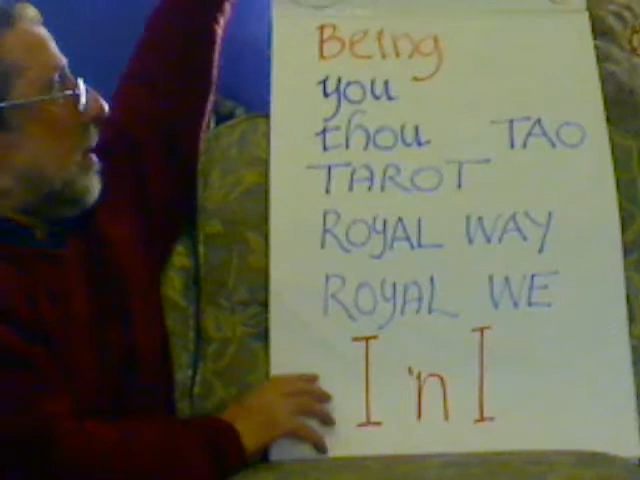 Being
you
thou TAO
TAROT
ROYAL WAY
ROYAL WE
I 'n I